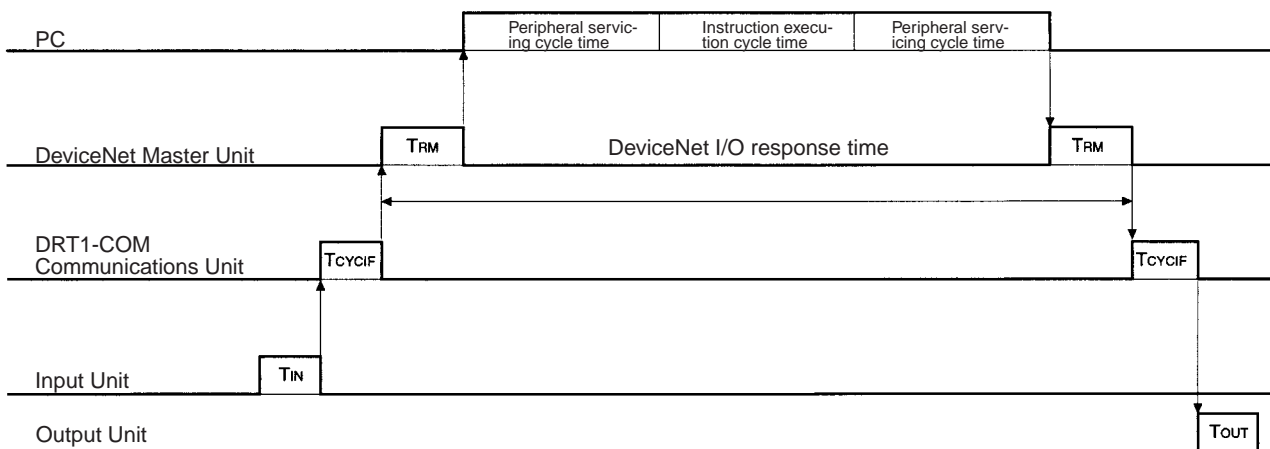 PC
Peripheral servic-
ing cycle time
Instruction execu-
tion cycle time
Peripheral serv-
icing cycle time
DeviceNet Master Unit
TRM
DeviceNet I/O response time
TRM
DRT1-COM
Communications Unit
TCYCIF
TCYCIF
Input Unit
TIN
Output Unit
TOUT